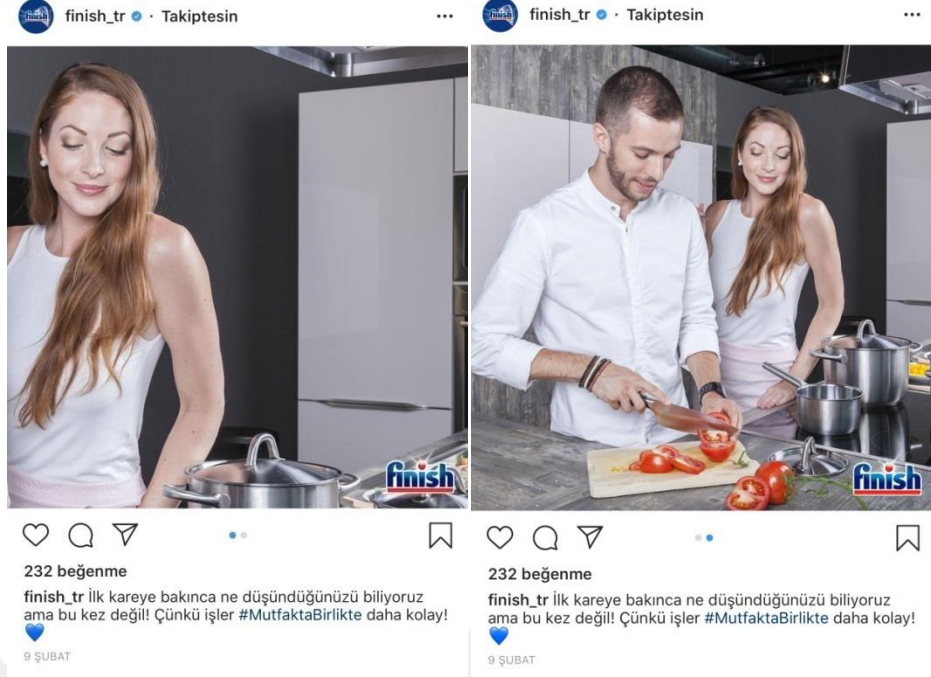 finish_tr · Takiptesin
finish
232 beğenme
finish_tr İlk kareye bakınca ne düşündüğünüzü biliyoruz
ama bu kez değil! Çünkü işler #MutfaktaBirlikte daha kolay!
9 ŞUBAT
finish_tr · Takiptesin
finish
232 beğenme
finish_tr İlk kareye bakınca ne düşündüğünüzü biliyoruz
ama bu kez değil! Çünkü işler #MutfaktaBirlikte daha kolay!
9 ŞUBAT